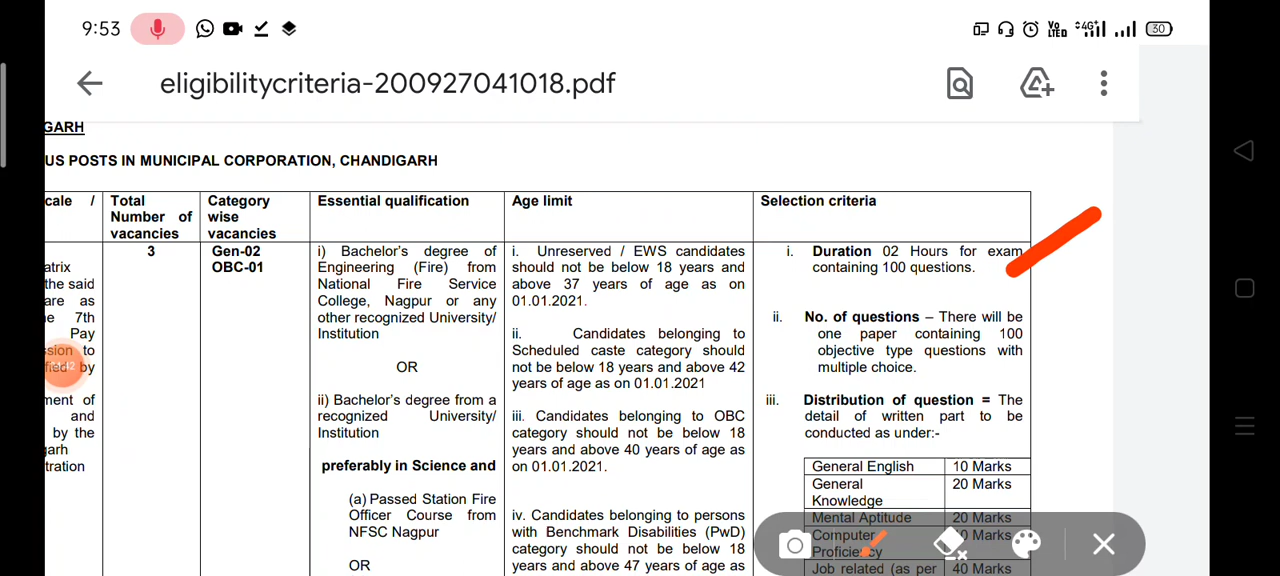 9:53
Vo
LTED
4G+
30
eligibilitycriteria-200927041018.pdf
GARH
US POSTS IN MUNICIPAL CORPORATION, CHANDIGARH
cale /
Total
Number of
vacancies
Category
wise
vacancies
Essential qualification
Age limit
Selection criteria
atrix
the said
are as
7th
Pay
to
by
ment of
and
by the
garh
tration
3
Gen-02
OBC-01
i) Bachelor's degree of
Engineering (Fire) from
National Fire Service
College, Nagpur or any
other recognized University/
Institution
OR
ii) Bachelor's degree from a
recognized University/
Institution
preferably in Science and
(a) Passed Station Fire
Officer Course from
NFSC Nagpur
OR
i. Unreserved / EWS candidates
should not be below 18 years and
above 37 years of age as on
01.01.2021.
ii. Candidates belonging to
Scheduled caste category should
not be below 18 years and above 42
years of age as on 01.01.2021
iii. Candidates belonging to OBC
category should not be below 18
years and above 40 years of age as
on 01.01.2021.
iv. Candidates belonging to persons
with Benchmark Disabilities (PwD)
category should not be below 18
years and above 47 years of age as
i. Duration 02 Hours for exam
containing 100 questions.
ii. No. of questions – There will be
one paper containing 100
objective type questions with
multiple choice.
iii. Distribution of question = The
detail of written part to be
conducted as under:-
General English 10 Marks
General
Knowledge 20 Marks
Mental Aptitude 20 Marks
Computer
Proficiency 0 Marks
Job related (as per 40 Marks